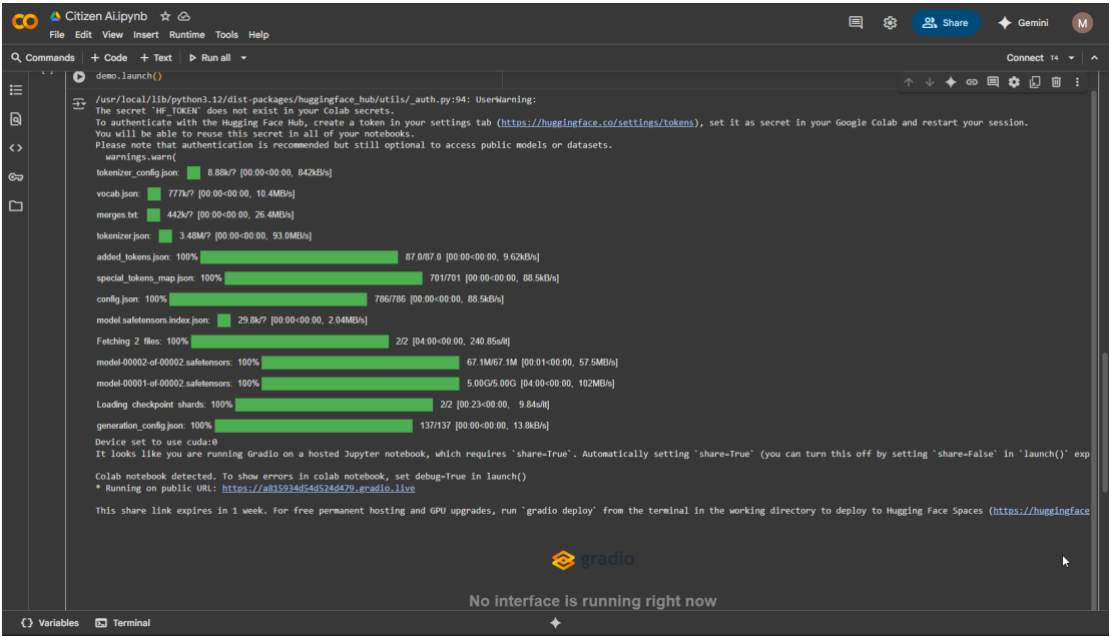 Citizen Ai.ipynb
File Edit View Insert Runtime Tools Help
Share
Gemini
M
Commands + Code + Text Run all
Connect T4
demo.launch()
/usr/local/lib/python3.12/dist-packages/huggingface_hub/utils/_auth.py:94: UserWarning:
The secret `HF_TOKEN` does not exist in your Colab secrets.
To authenticate with the Hugging Face Hub, create a token in your settings tab (https://huggingface.co/settings/tokens), set it as secret in your Google Colab and restart your session.
You will be able to reuse this secret in all of your notebooks.
Please note that authentication is recommended but still optional to access public models or datasets.
warnings.warn(
tokenizer_config.json: 8.88k/? [00:00<00:00, 842kB/s]
vocab.json: 777k/? [00:00<00:00, 10.4MB/s]
merges.txt: 442k/? [00:00<00:00, 26.4MB/s]
tokenizer.json: 3.48M/? [00:00<00:00, 93.0MB/s]
added_tokens.json: 100% 87.0/87.0 [00:00<00:00, 9.62kB/s]
special_tokens_map.json: 100% 701/701 [00:00<00:00, 88.5kB/s]
config.json: 100% 786/786 [00:00<00:00, 88.5kB/s]
model.safetensors.index.json: 29.8k/? [00:00<00:00, 2.04MB/s]
Fetching 2 files: 100% 2/2 [04:00<00:00, 240.85s/it]
model-00002-of-00002.safetensors: 100% 67.1M/67.1M [00:01<00:00, 57.5MB/s]
model-00001-of-00002.safetensors: 100% 5.00G/5.00G [04:00<00:00, 102MB/s]
Loading checkpoint shards: 100% 2/2 [00:23<00:00, 9.84s/it]
generation_config.json: 100% 137/137 [00:00<00:00, 13.8kB/s]
Device set to use cuda:0
It looks like you are running Gradio on a hosted Jupyter notebook, which requires `share=True`. Automatically setting `share=True` (you can turn this off by setting `share=False` in `launch()` exp
Colab notebook detected. To show errors in colab notebook, set debug=True in launch()
* Running on public URL: https://a815934d54d524d479.gradio.live
This share link expires in 1 week. For free permanent hosting and GPU upgrades, run `gradio deploy` from the terminal in the working directory to deploy to Hugging Face Spaces (https://huggingface
gradio
No interface is running right now
Variables Terminal